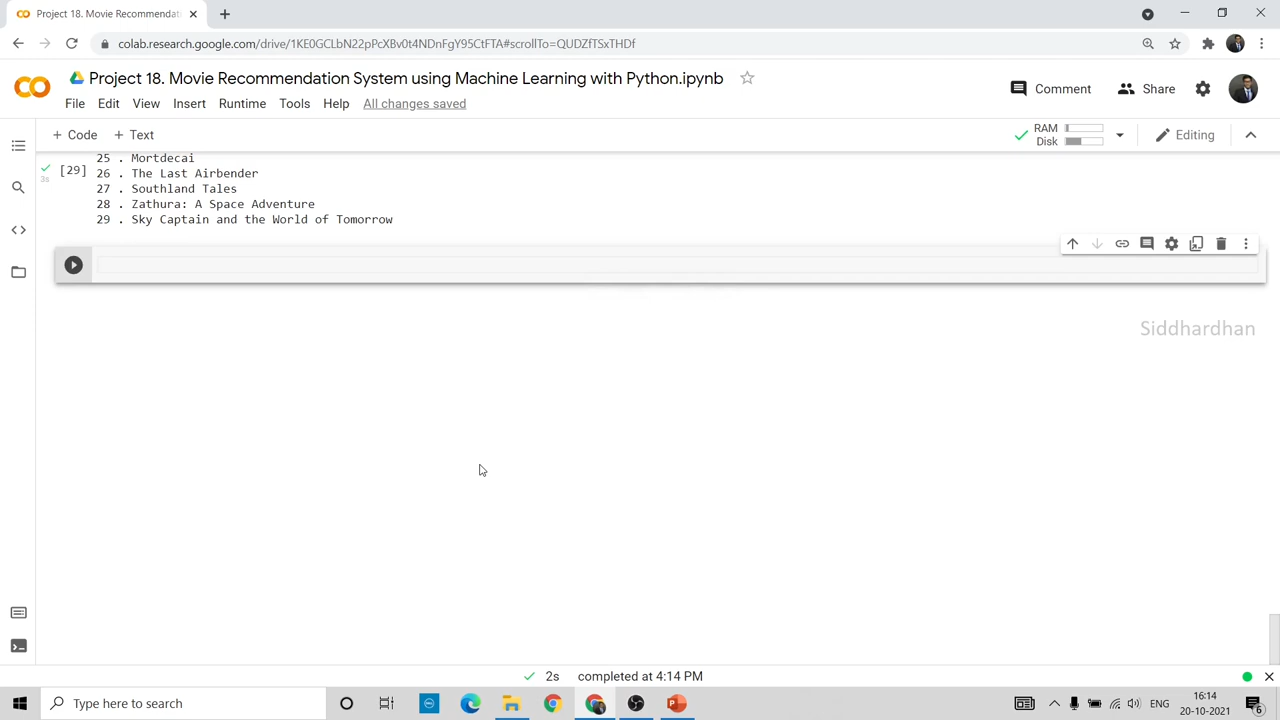 Project 18. Movie Recommendat
colab.research.google.com/drive/1KE0GCLbN22pPcXBv0t4NDnFgY95CtFTA#scrollTo=QUDZfTSxTHDf
Project 18. Movie Recommendation System using Machine Learning with Python.ipynb
Comment
Share
File Edit View Insert Runtime Tools Help All changes saved
+ Code + Text
RAM
Disk
Editing
25 . Mortdecai
[29]
3s
26 . The Last Airbender
27 . Southland Tales
28 . Zathura: A Space Adventure
29 . Sky Captain and the World of Tomorrow
Siddhardhan
2s completed at 4:14 PM
Type here to search
ENG
16:14
20-10-2021
6